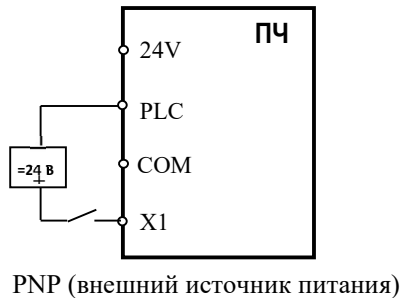 ПЧ
24V
PLC
=24 В
COM
X1
PNP (внешний источник питания)